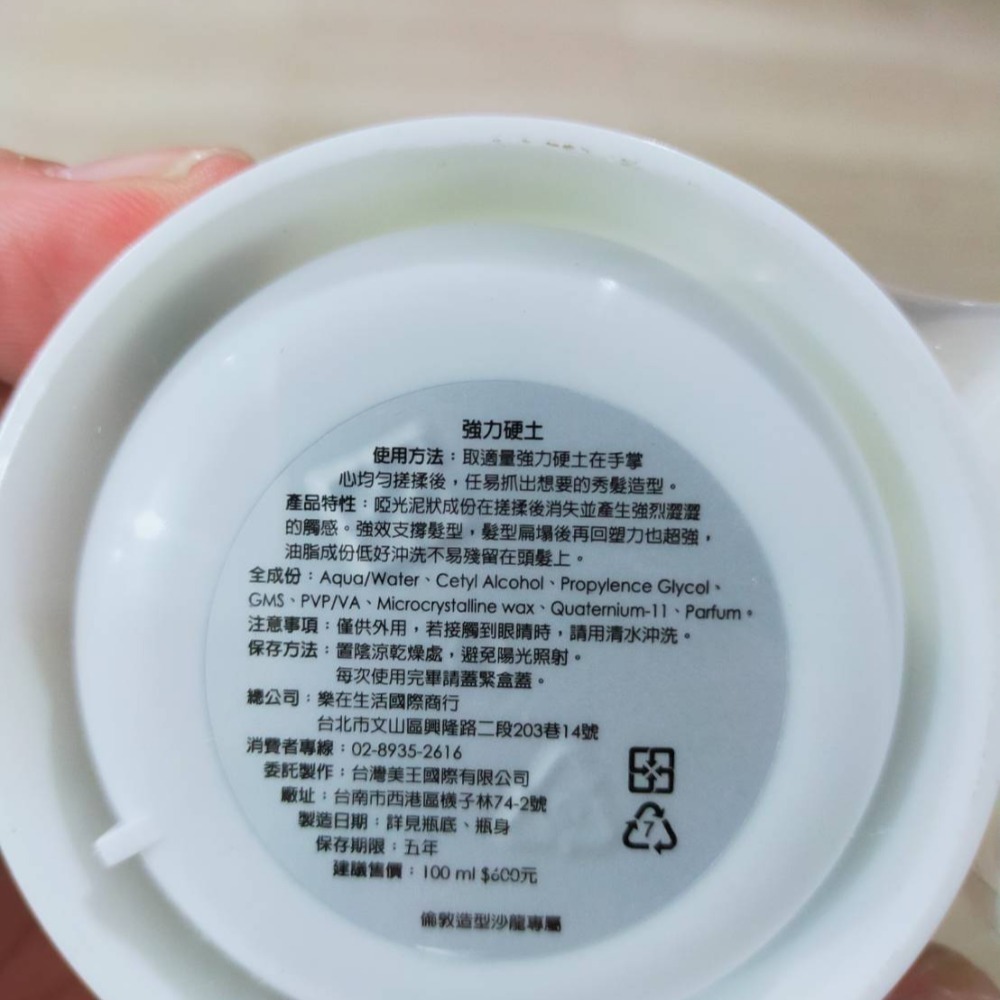 強力硬土
使用方法：取適量強力硬土在手掌
心均勻搓揉後，任易抓出想要的秀髮造型。
產品特性：啞光泥狀成份在搓揉後消失並產生強烈澀澀
的觸感。強效支撐髮型，髮型扁塌後再回塑力也超強，
油脂成份低好沖洗不易殘留在頭髮上。
全成份：Aqua/Water、Cetyl Alcohol、Propylence Glycol、
GMS、PVP/VA、Microcrystalline wax、Quaternium-11、Parfum。
注意事項：僅供外用，若接觸到眼睛時，請用清水沖洗。
保存方法：置陰涼乾燥處，避免陽光照射。
每次使用完畢請蓋緊盒蓋。
總公司：樂在生活國際商行
台北市文山區興隆路二段203巷14號
消費者專線：02-8935-2616
委託製作：台灣美王國際有限公司
廠址：台南市西港區檨子林74-2號
製造日期：詳見瓶底、瓶身
保存期限：五年
建議售價：100 ml $600元
7
倫敦造型沙龍專屬